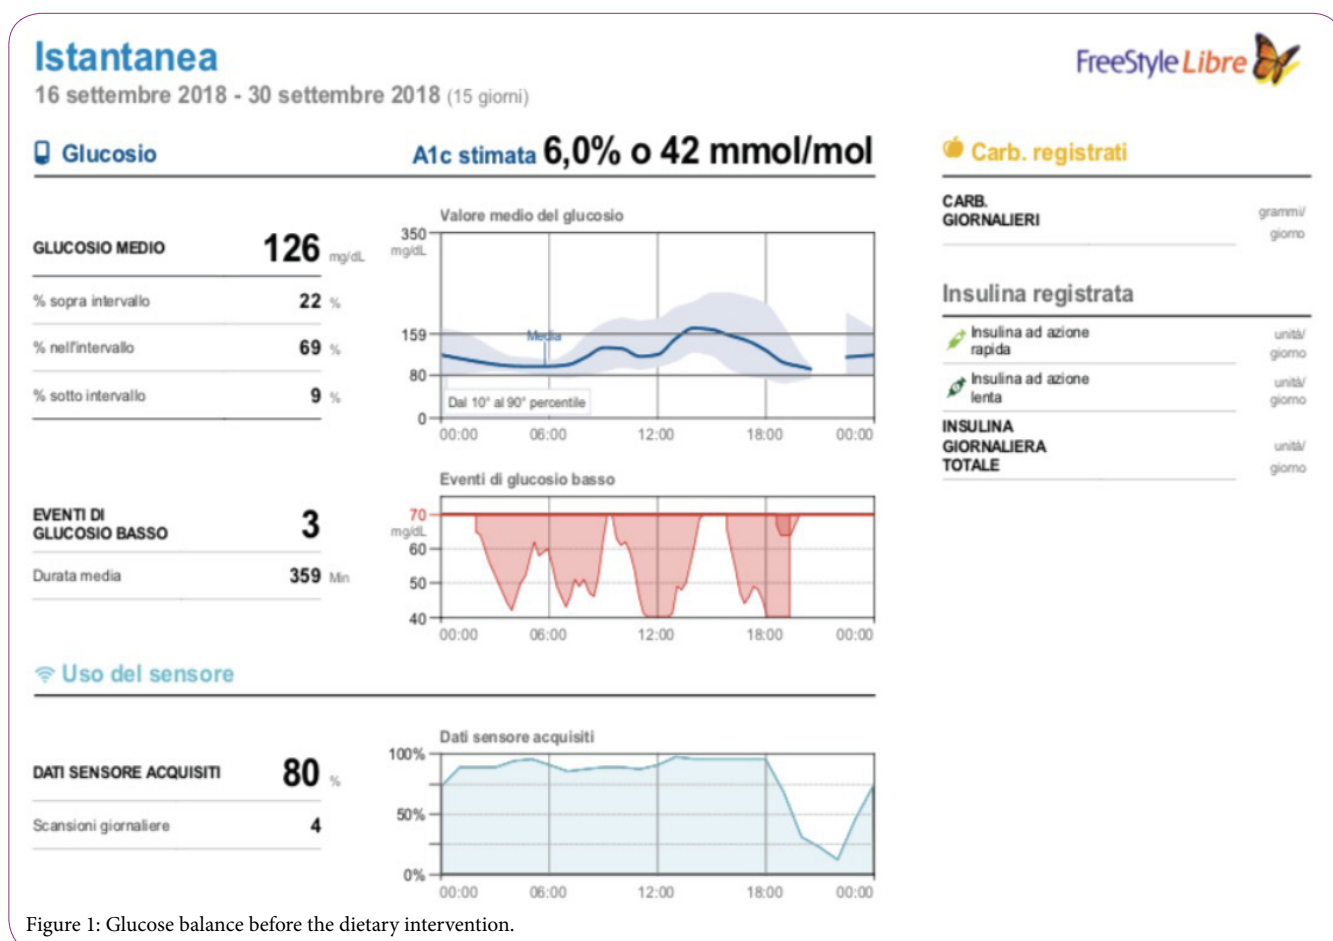 Istantanea
FreeStyle Libre
16 settembre 2018 - 30 settembre 2018 (15 giorni)
Glucosio
A1c stimata 6,0% o 42 mmol/mol
GLUCOSIO MEDIO 126 mg/dL
% sopra intervallo 22 %
% nell'intervallo 69 %
% sotto intervallo 9 %
Valore medio del glucosio
350
mg/dL
159
Media
80
Dal 10° al 90° percentile
0
00:00 06:00 12:00 18:00 00:00
EVENTI DI
GLUCOSIO BASSO 3
Durata media 359 Min
Eventi di glucosio basso
70
mg/dL
60
50
40
00:00 06:00 12:00 18:00 00:00
Uso del sensore
DATI SENSORE ACQUISITI 80 %
Scansioni giornaliere 4
Dati sensore acquisiti
100%
50%
0%
00:00 06:00 12:00 18:00 00:00
Carb. registrati
CARB.
GIORNALIERI
grammi/
giorno
Insulina registrata
Insulina ad azione
rapida
unità/
giorno
Insulina ad azione
lenta
unità/
giorno
INSULINA
GIORNALIERA
TOTALE
unità/
giorno
Figure 1: Glucose balance before the dietary intervention.